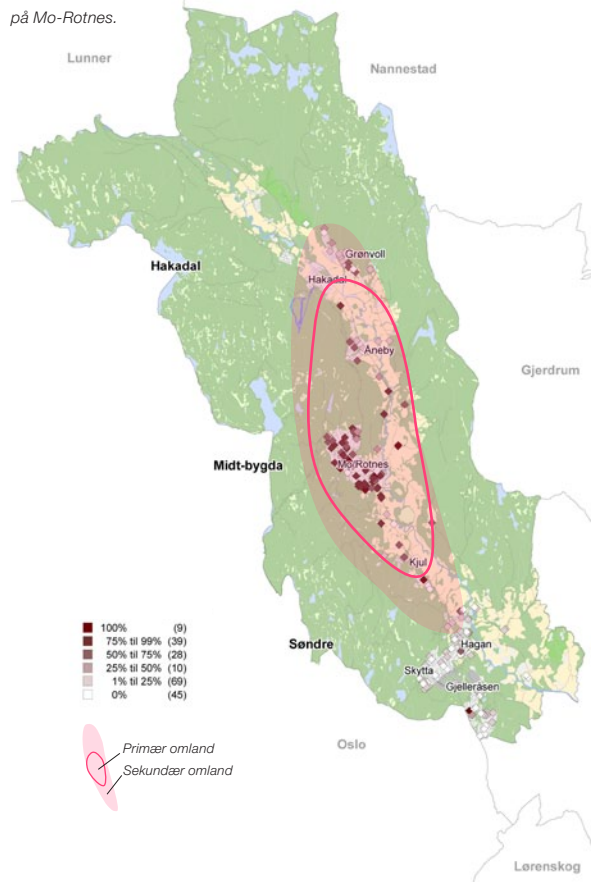 på Mo-Rotnes.
Lunner
Nannestad
Grønvoll
Hakadal
Hakadal
Åneby
Gjerdrum
Midt-bygda
Mo Rotnes
Kjul
100% (9)
75% til 99% (39)
50% til 75% (28)
25% til 50% (10)
1% til 25% (69)
0% (45)
Søndre
Hagan
Skytta
Gjelleråsen
Oslo
Primær omland
Sekundær omland
Lørenskog